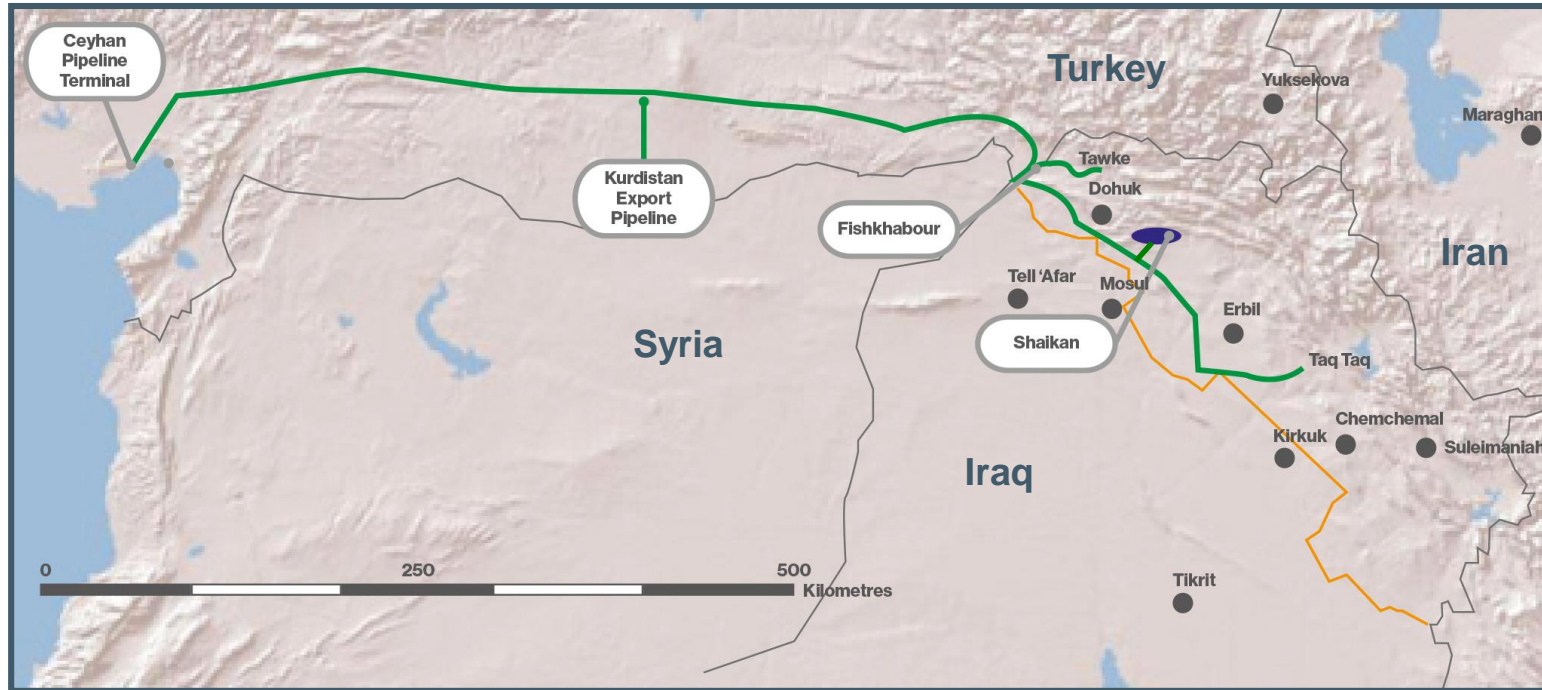 Ceyhan
Pipeline
Terminal
Turkey
Yuksekova
Maraghan
Kurdistan
Export
Pipeline
Tawke
Dohuk
Fishkhabour
Iran
Tell ‘Afar
Mosul
Erbil
Syria
Shaikan
Taq Taq
Chemchemal
Kirkuk
Suleimaniah
Iraq
0 250 500
Kilometres
Tikrit